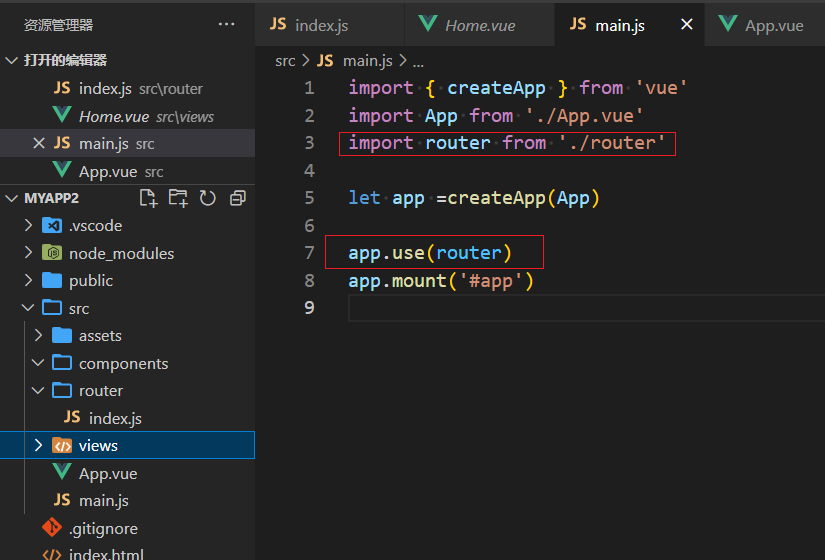 资源管理器 ...
打开的编辑器
JS index.js src\router
Home.vue src\views
JS main.js src
App.vue src
MYAPP2
.vscode
node_modules
public
src
assets
components
router
JS index.js
views
App.vue
JS main.js
.gitignore
index.html
JS index.js
Home.vue
JS main.js
App.vue
src > JS main.js > ...
1 import { createApp } from 'vue'
2 import App from './App.vue'
3 import router from './router'
4
5 let app =createApp(App)
6
7 app.use(router)
8 app.mount('#app')
9